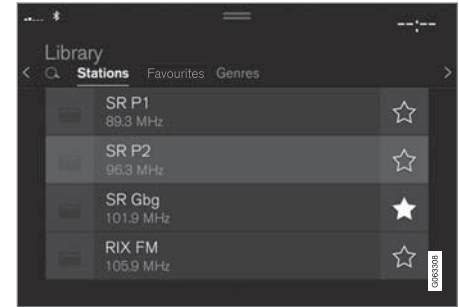 --:--
Library
Stations Favourites Genres
SR P1
89.3 MHz
SR P2
96.3 MHz
SR Gbg
101.9 MHz
RIX FM
105.9 MHz
G063308